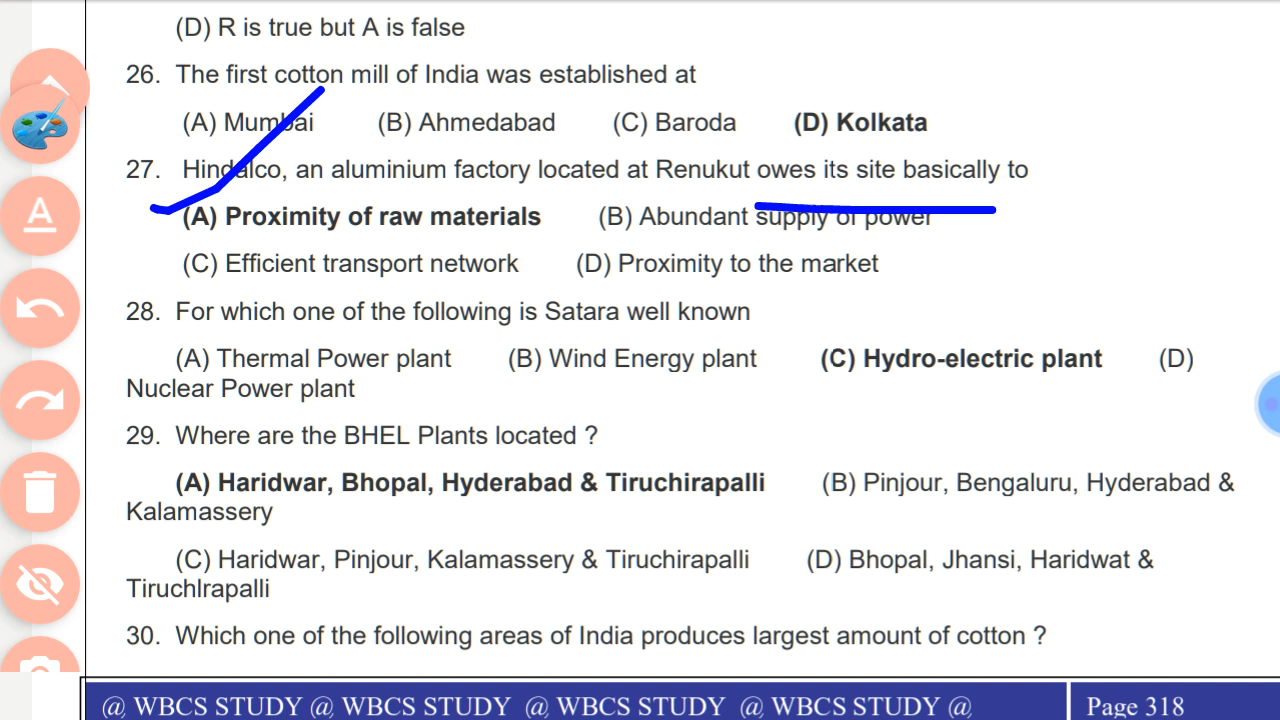 (D) R is true but A is false
26. The first cotton mill of India was established at
(A) Mumbai (B) Ahmedabad (C) Baroda (D) Kolkata
27. Hindalco, an aluminium factory located at Renukut owes its site basically to
(A) Proximity of raw materials (B) Abundant supply of power
(C) Efficient transport network (D) Proximity to the market
28. For which one of the following is Satara well known
(A) Thermal Power plant (B) Wind Energy plant (C) Hydro-electric plant (D)
Nuclear Power plant
29. Where are the BHEL Plants located ?
(A) Haridwar, Bhopal, Hyderabad & Tiruchirapalli (B) Pinjour, Bengaluru, Hyderabad &
Kalamassery
(C) Haridwar, Pinjour, Kalamassery & Tiruchirapalli (D) Bhopal, Jhansi, Haridwat &
Tiruchlrapalli
30. Which one of the following areas of India produces largest amount of cotton ?
@ WBCS STUDY @ WBCS STUDY @ WBCS STUDY @ WBCS STUDY @ Page 318
A